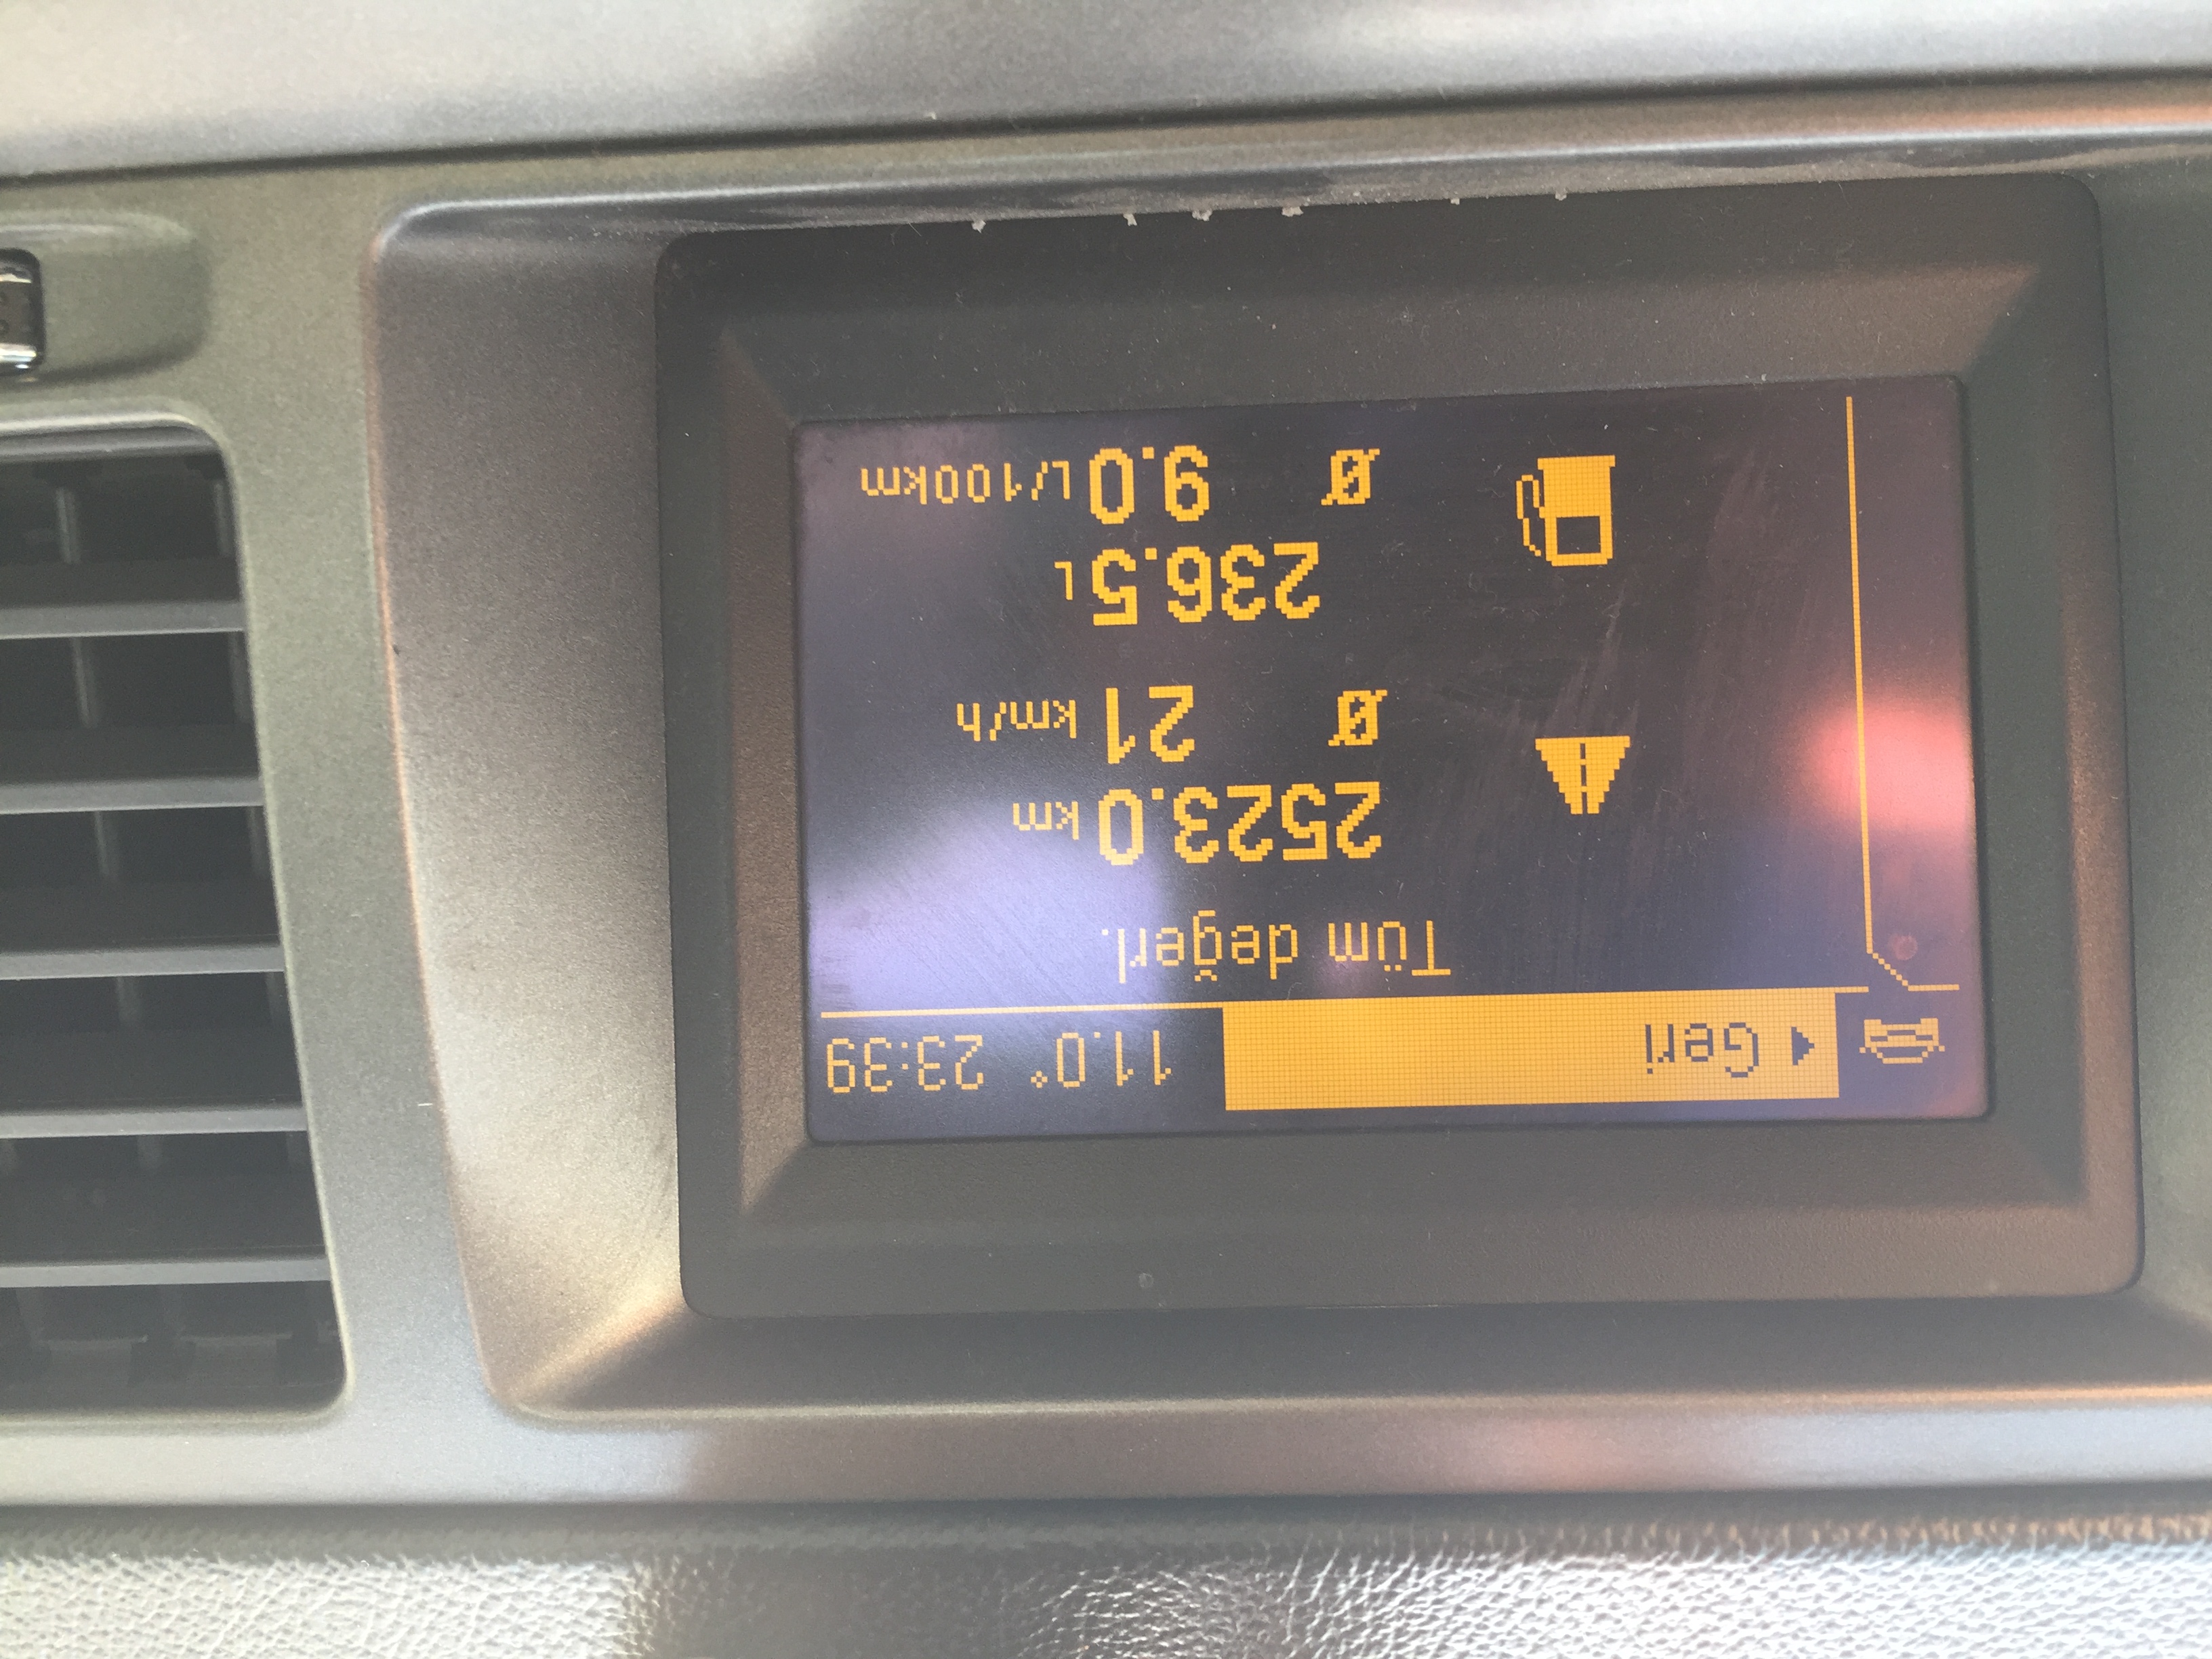 Geri 11.0° 23:39
Tüm değerl.
2523.0 km
Ø 21 km/h
236.5 L
Ø 9.0 L/100km